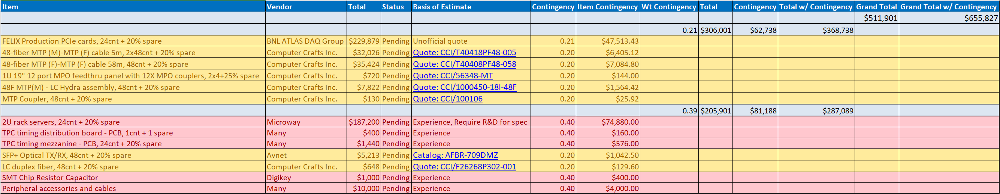 Item Vendor Total Status Basis of Estimate Contingency Item Contingency Wt Contingency Total Contingency Total w/ Contingency Grand Total Grand Total w/ Contingency
$511,901 $655,827
0.21 $306,001 $62,738 $368,738
FELIX Production PCIe cards, 24cnt + 20% spare BNL ATLAS DAQ Group $229,879 Pending Unofficial quote 0.21 $47,513.43
48-fiber MTP (M)-MTP (F) cable 5m, 2x48cnt + 20% spare Computer Crafts Inc. $32,026 Pending Quote: CCI/T40418PF48-005 0.20 $6,405.12
48-fiber MTP (F)-MTP (F) cable 58m, 48cnt + 20% spare Computer Crafts Inc. $35,424 Pending Quote: CCI/T40408PF48-058 0.20 $7,084.80
1U 19" 12 port MPO feedthru panel with 12X MPO couplers, 2x4+25% spare Computer Crafts Inc. $720 Pending Quote: CCI/56348-MT 0.20 $144.00
48F MTP(M) - LC Hydra assembly, 48cnt + 20% spare Computer Crafts Inc. $7,822 Pending Quote: CCI/1000450-18I-48F 0.20 $1,564.42
MTP Coupler, 48cnt + 20% spare Computer Crafts Inc. $130 Pending Quote: CCI/100106 0.20 $25.92
0.39 $205,901 $81,188 $287,089
2U rack servers, 24cnt + 20% spare Microway $187,200 Pending Experience, Require R&D for spec 0.40 $74,880.00
TPC timing distribution board - PCB, 1cnt + 1 spare Many $400 Pending Experience 0.40 $160.00
TPC timing mezzanine - PCB, 24cnt + 20% spare Many $1,440 Pending Experience 0.40 $576.00
SFP+ Optical TX/RX, 48cnt + 20% spare Avnet $5,213 Pending Catalog: AFBR-709DMZ 0.20 $1,042.50
LC duplex fiber, 48cnt + 20% spare Computer Crafts Inc. $648 Pending Quote: CCI/F26268P302-001 0.20 $129.60
SMT Chip Resistor Capacitor Digikey $1,000 Pending Experience 0.40 $400.00
Peripheral accessories and cables Many $10,000 Pending Experience 0.40 $4,000.00